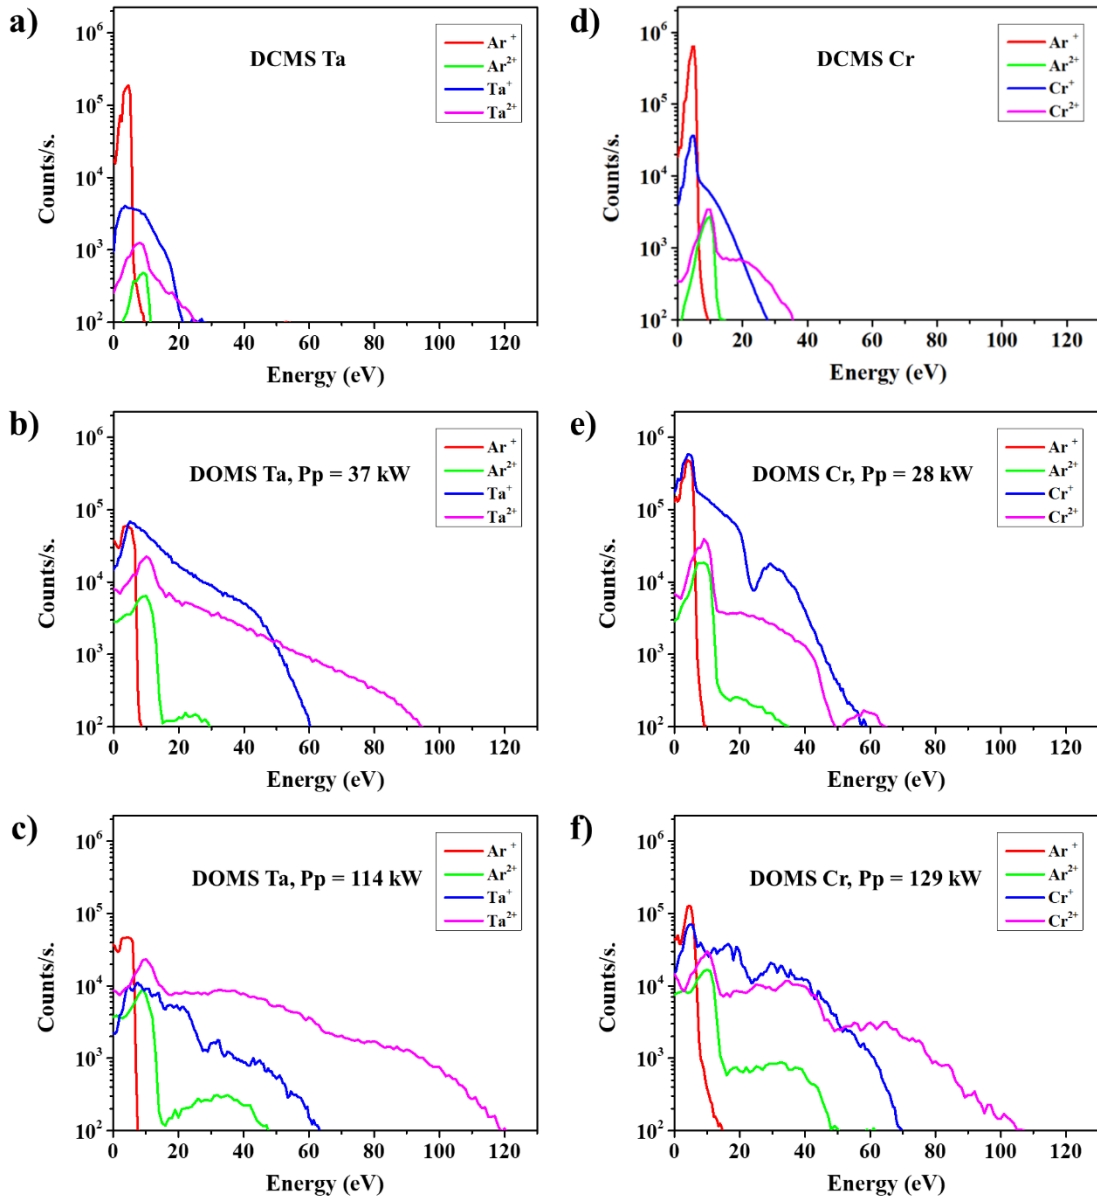 a)
DCMS Ta
Ar +
Ar2+
Ta+
Ta2+
10^6
10^5
10^4
10^3
10^2
Counts/s.
0 20 40 60 80 100 120
Energy (eV)
d)
DCMS Cr
Ar +
Ar2+
Cr+
Cr2+
10^6
10^5
10^4
10^3
10^2
Counts/s.
0 20 40 60 80 100 120
Energy (eV)
b)
DOMS Ta, Pp = 37 kW
Ar +
Ar2+
Ta+
Ta2+
10^6
10^5
10^4
10^3
10^2
Counts/s.
0 20 40 60 80 100 120
Energy (eV)
e)
DOMS Cr, Pp = 28 kW
Ar +
Ar2+
Cr+
Cr2+
10^6
10^5
10^4
10^3
10^2
Counts/s.
0 20 40 60 80 100 120
Energy (eV)
c)
DOMS Ta, Pp = 114 kW
Ar +
Ar2+
Ta+
Ta2+
10^6
10^5
10^4
10^3
10^2
Counts/s.
0 20 40 60 80 100 120
Energy (eV)
f)
DOMS Cr, Pp = 129 kW
Ar +
Ar2+
Cr+
Cr2+
10^6
10^5
10^4
10^3
10^2
Counts/s.
0 20 40 60 80 100 120
Energy (eV)